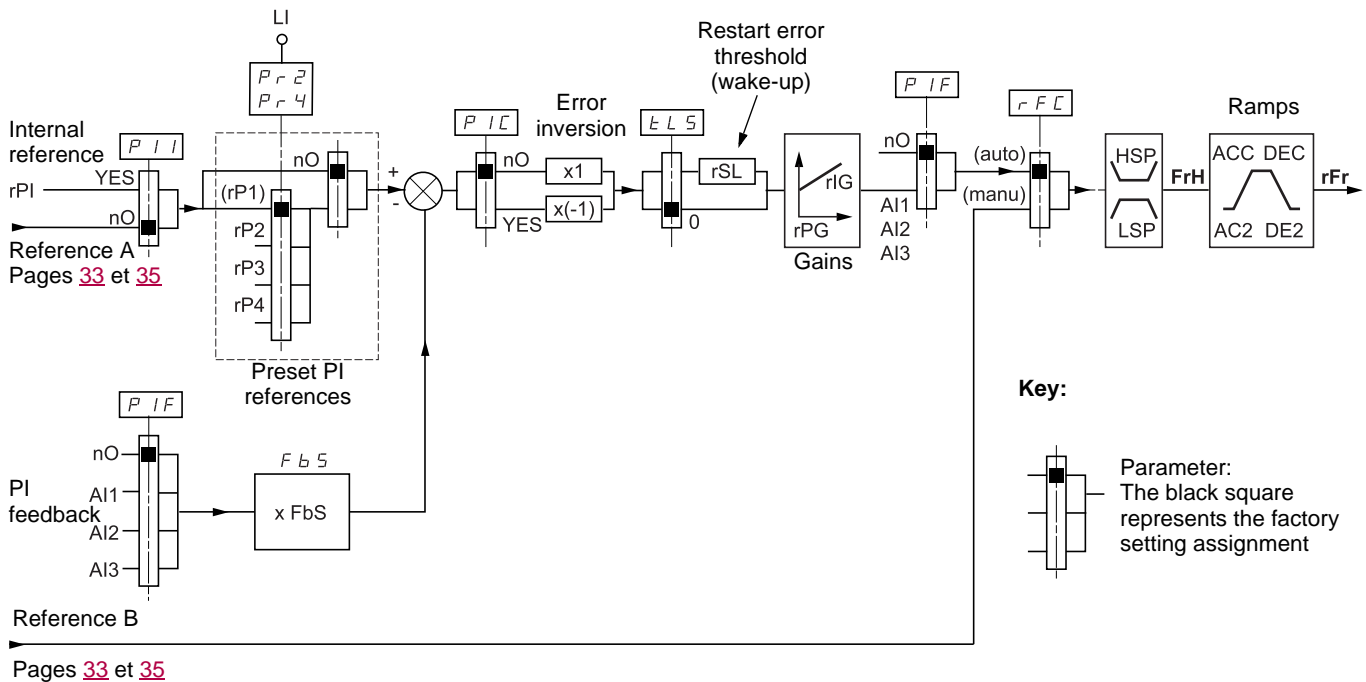 LI
Pr2
Pr4
Restart error
threshold
(wake-up)
PIF
rFC
Ramps
Internal
reference
PII
PIC
Error
inversion
tLS
nO
YES
rPI
nO
(rP1)
rP2
rP3
rP4
+
-
nO
x1
YES
x(-1)
rSL
0
rIG
rPG
Gains
nO
AI1
AI2
AI3
(auto)
(manu)
HSP
LSP
FrH
ACC DEC
AC2 DE2
rFr
Reference A
Pages 33 et 35
Preset PI
references
PIF
FbS
PI
feedback
nO
AI1
AI2
AI3
x FbS
Key:
Parameter:
The black square
represents the factory
setting assignment
Reference B
Pages 33 et 35